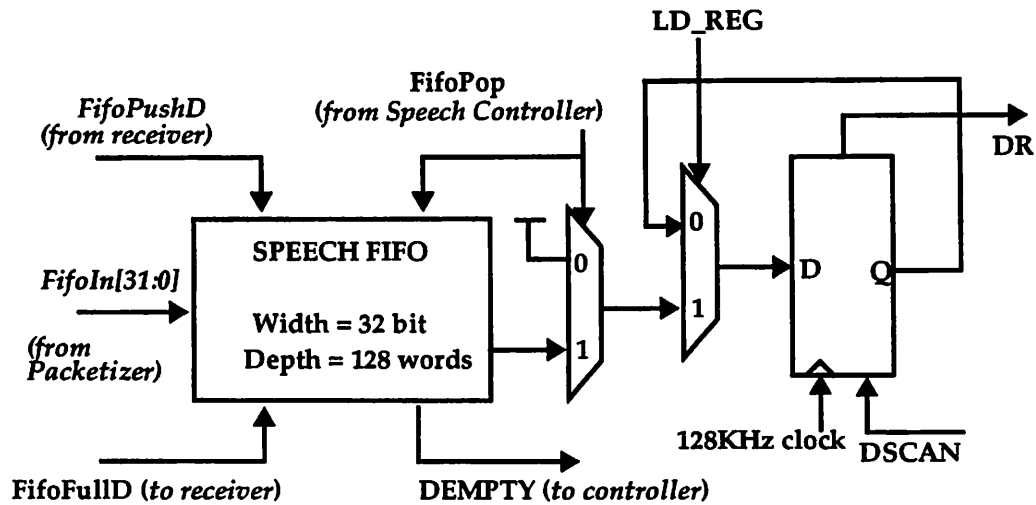 LD_REG
FifoPop
(from Speech Controller)
FifoPushD
(from receiver)
DR
SPEECH FIFO
0
0
FifoIn[31:0]
D
Q
Width = 32 bit
1
(from
Packetizer)
Depth = 128 words
1
128KHz clock
DSCAN
FifoFullD (to receiver)
DEMPTY (to controller)